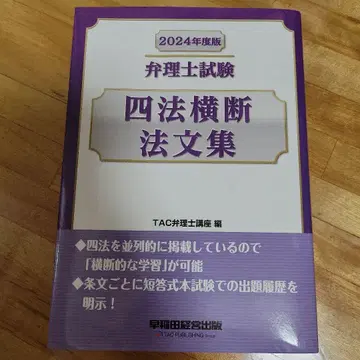 2024年度版
弁理士試験
四法横断
法文集
TAC弁理士講座 編
◆四法を並列的に掲載しているので
「横断的な学習」が可能
◆条文ごとに短答式本試験での出題履歴を
明示！
早稲田経営出版
TAC PUBLISHING Group